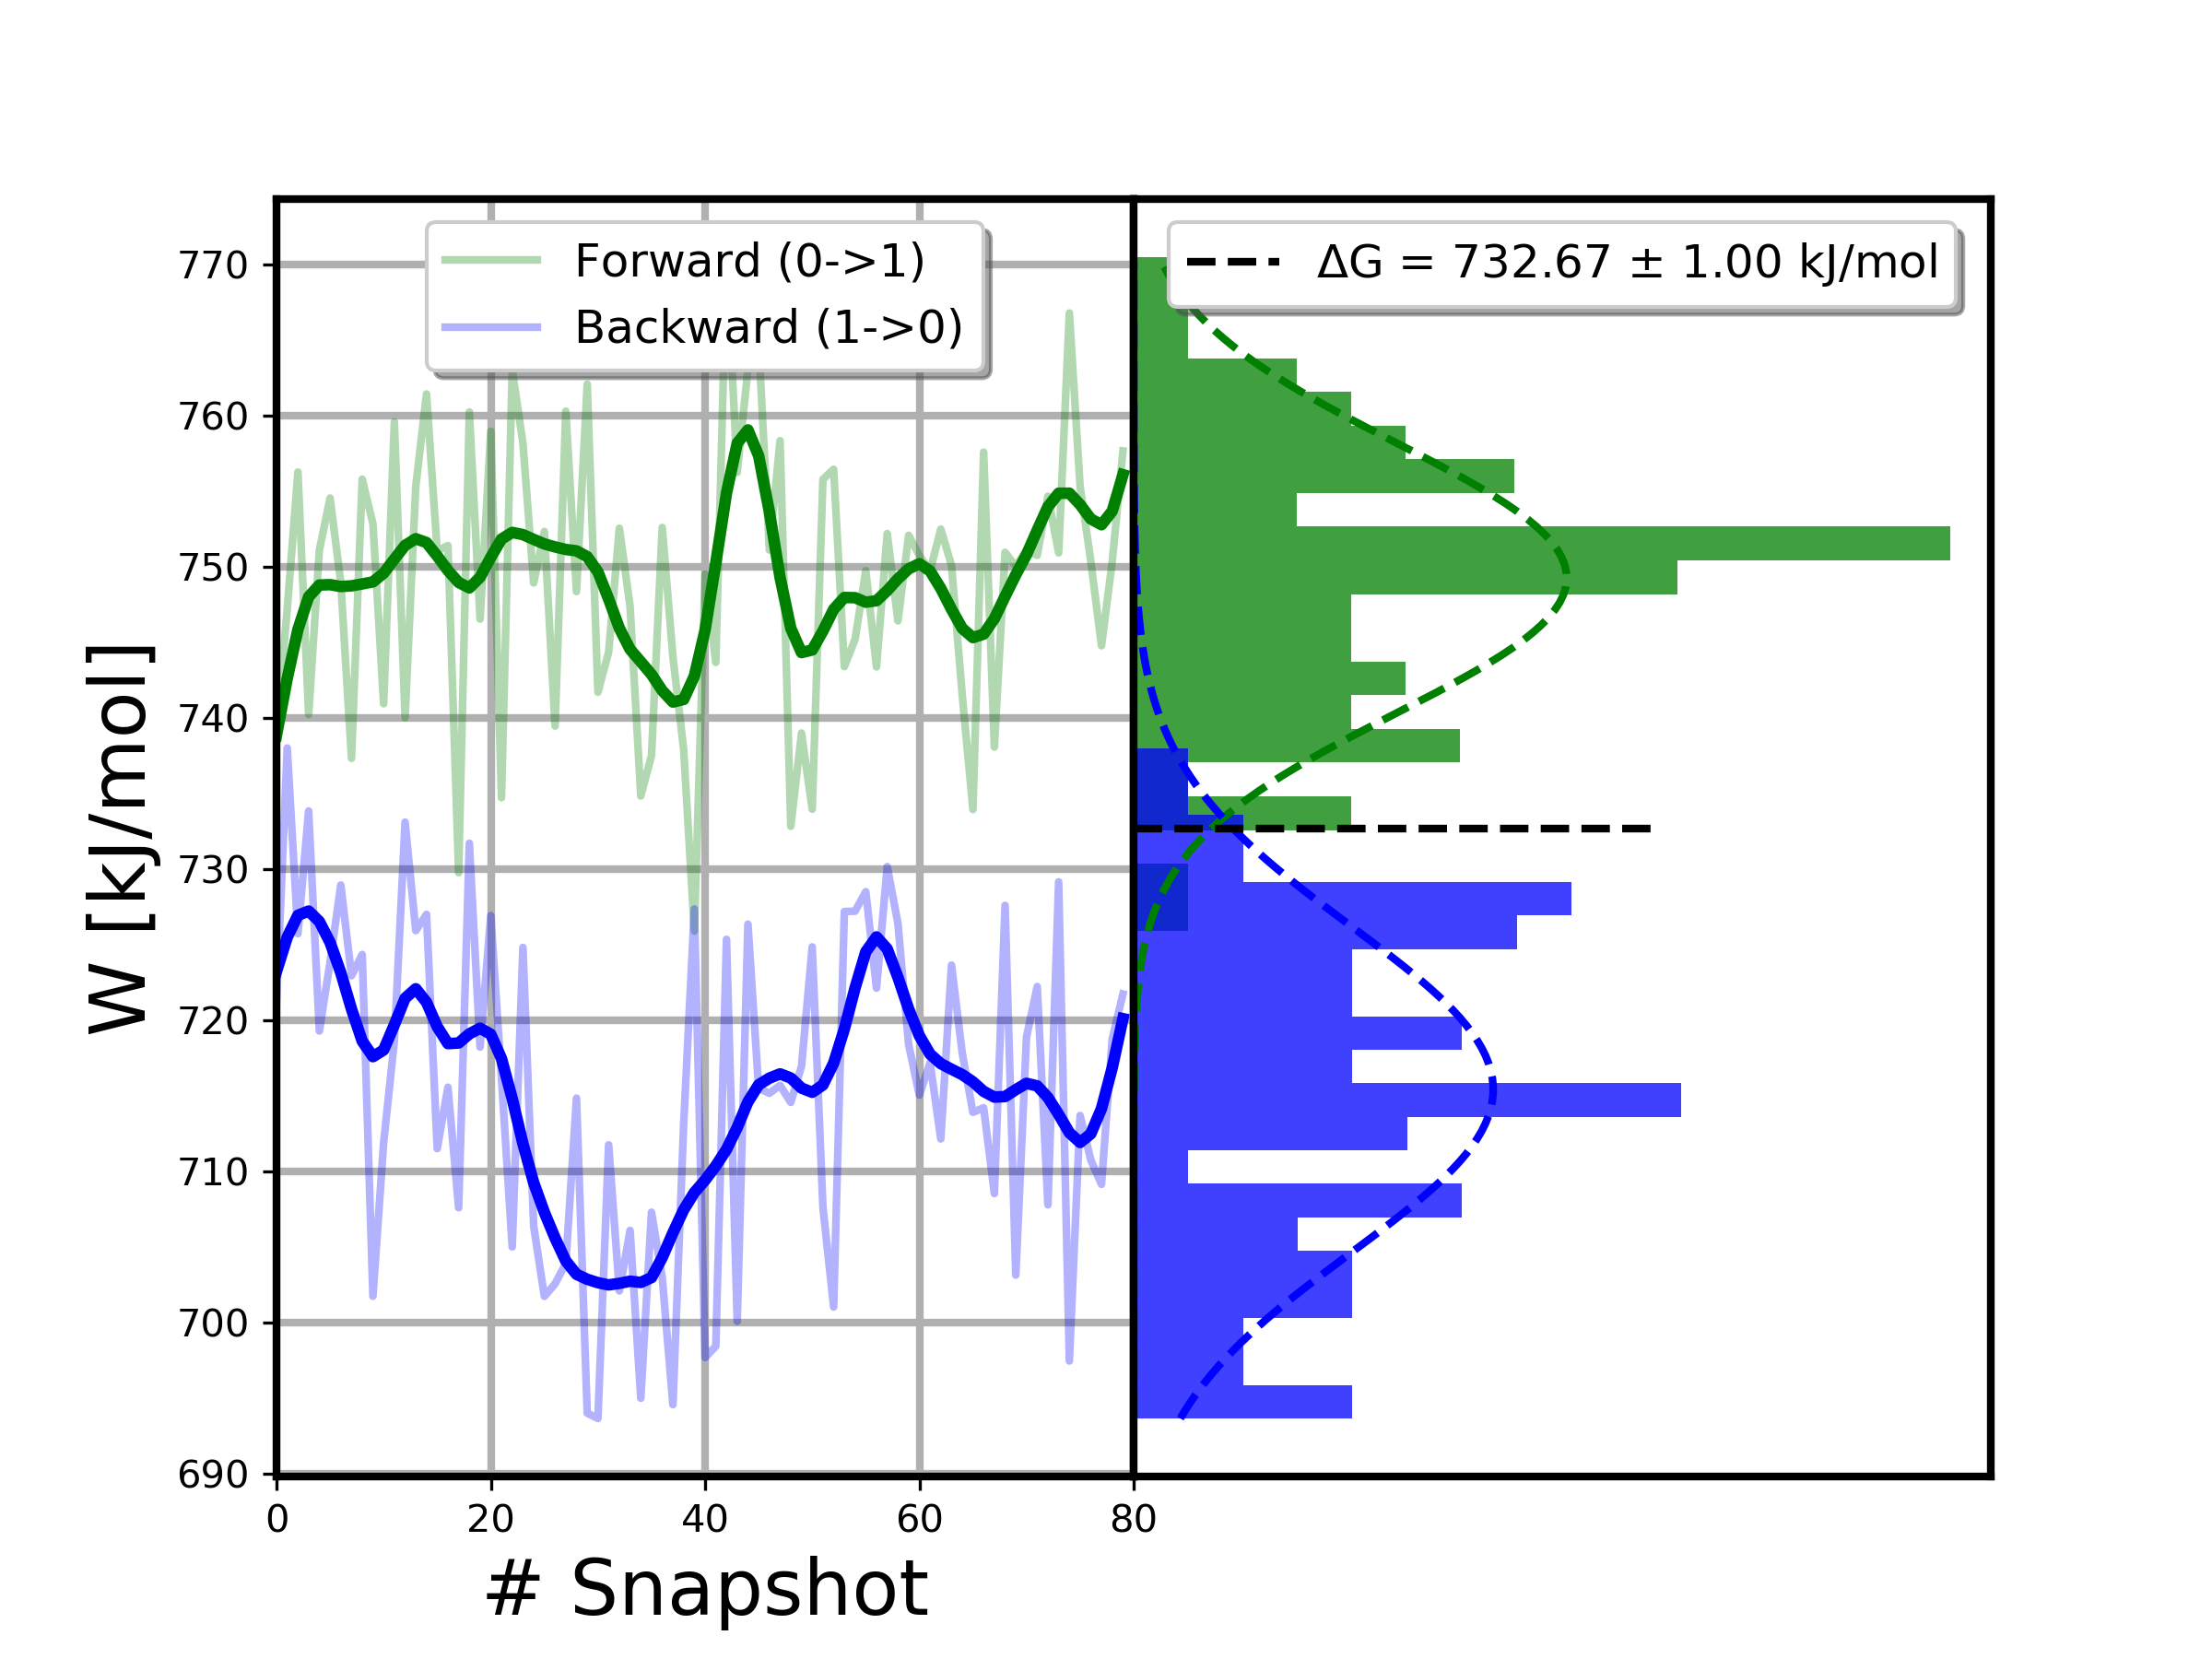 Forward (0->1)
Backward (1->0)
ΔG = 732.67 ± 1.00 kJ/mol
W [kJ/mol]
770
760
750
740
730
720
710
700
690
0 20 40 60 80
# Snapshot